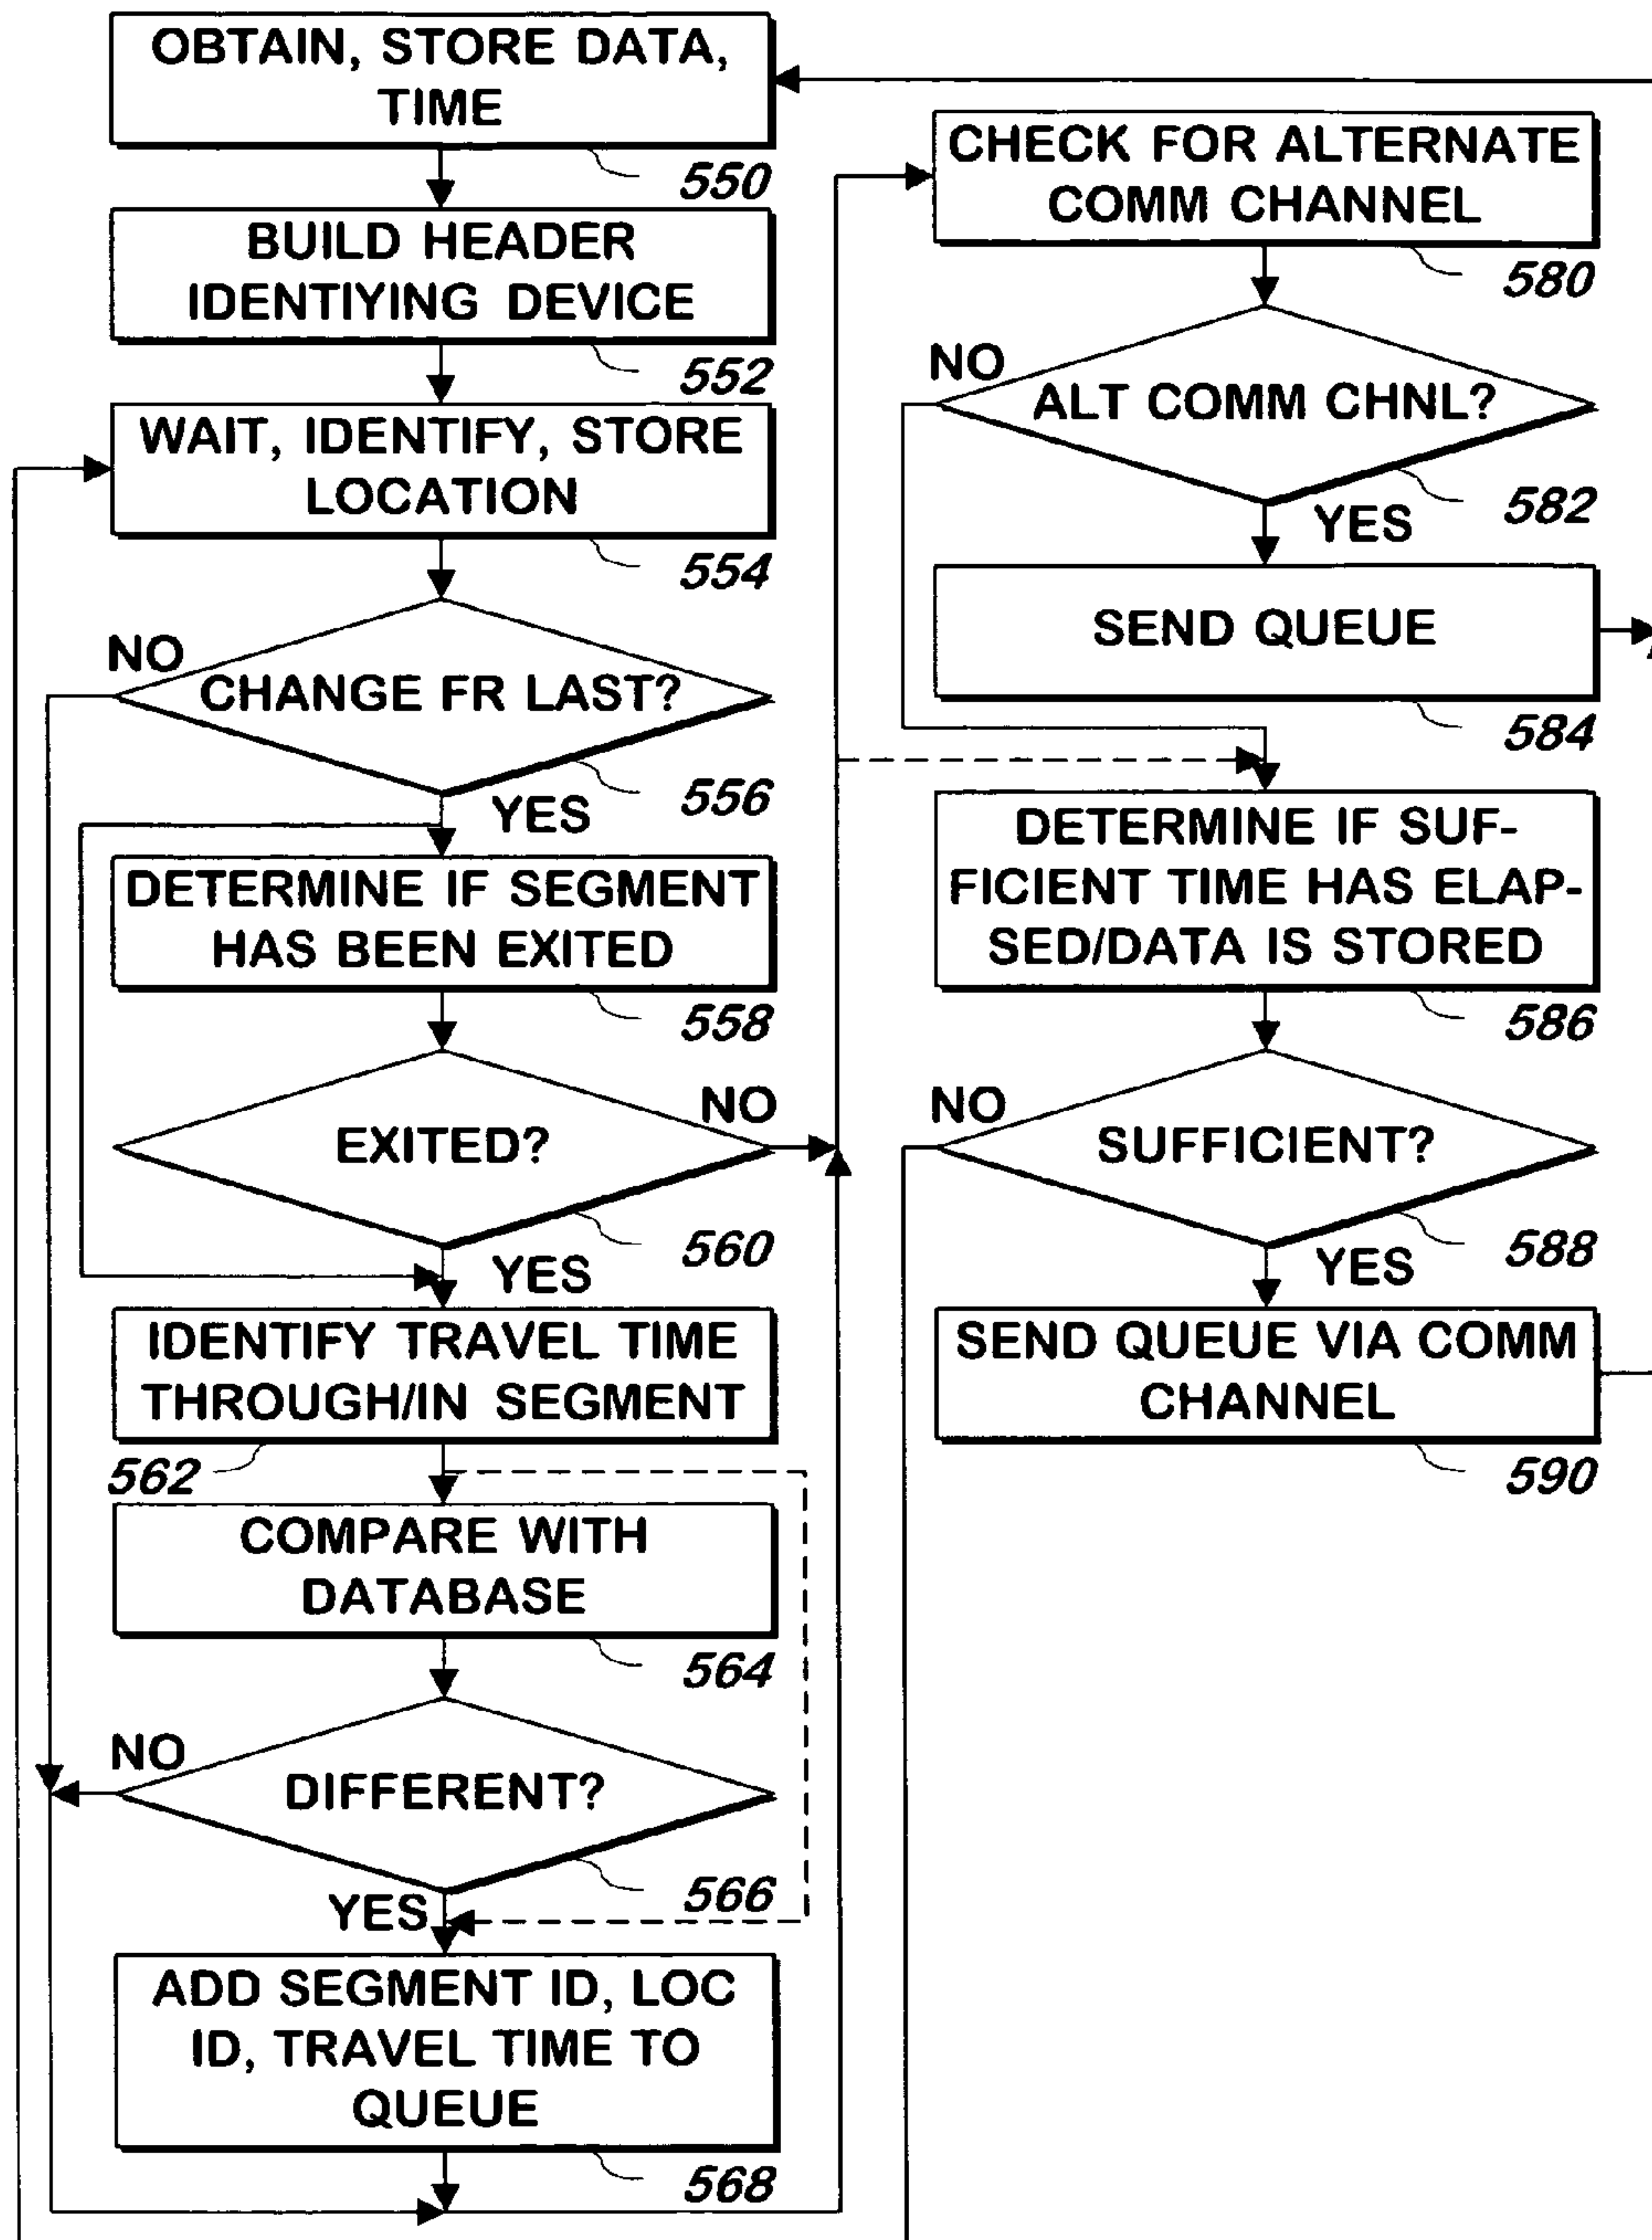 OBTAIN, STORE DATA,
TIME
550
BUILD HEADER
IDENTIYING DEVICE
552
WAIT, IDENTIFY, STORE
LOCATION
554
NO
CHANGE FR LAST?
556
YES
DETERMINE IF SEGMENT
HAS BEEN EXITED
558
NO
EXITED?
560
YES
IDENTIFY TRAVEL TIME
THROUGH/IN SEGMENT
562
COMPARE WITH
DATABASE
564
NO
DIFFERENT?
566
YES
ADD SEGMENT ID, LOC
ID, TRAVEL TIME TO
QUEUE
568
CHECK FOR ALTERNATE
COMM CHANNEL
580
NO
ALT COMM CHNL?
582
YES
SEND QUEUE
584
DETERMINE IF SUF-
FICIENT TIME HAS ELAP-
SED/DATA IS STORED
586
NO
SUFFICIENT?
588
YES
SEND QUEUE VIA COMM
CHANNEL
590